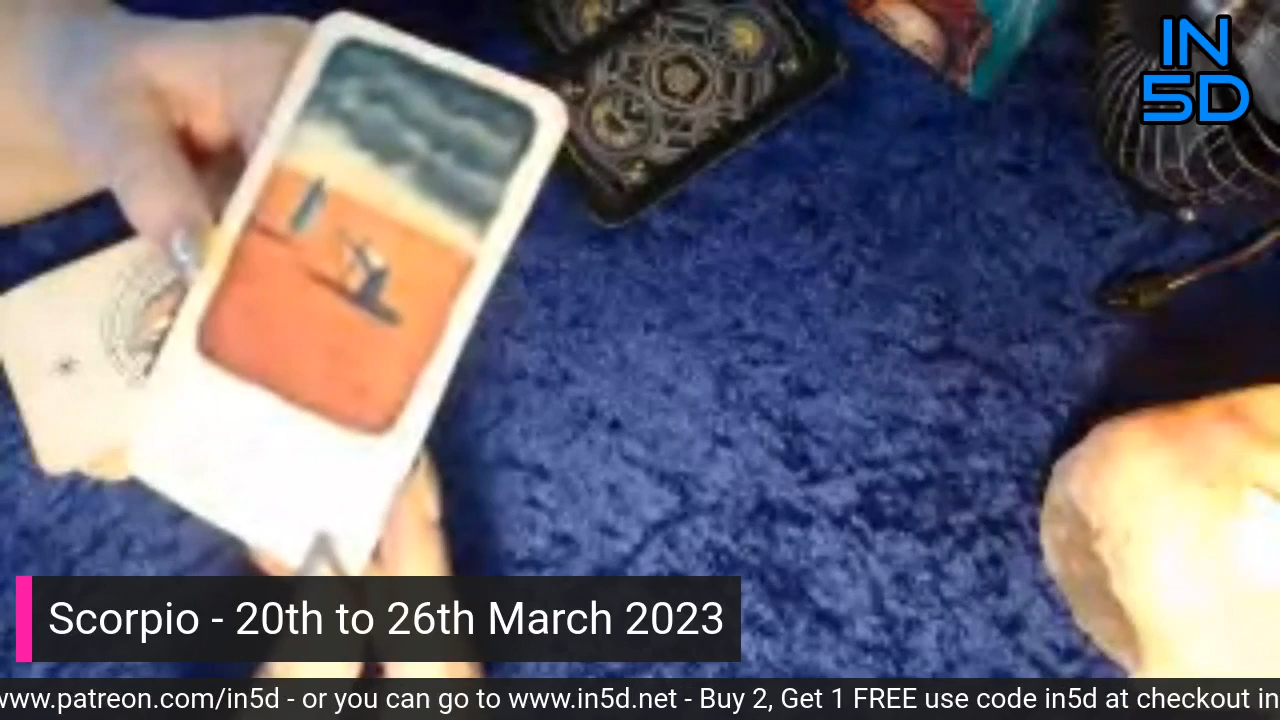 IN
5D
Scorpio - 20th to 26th March 2023
www.patreon.com/in5d - or you can go to www.in5d.net - Buy 2, Get 1 FREE use code in5d at checkout in